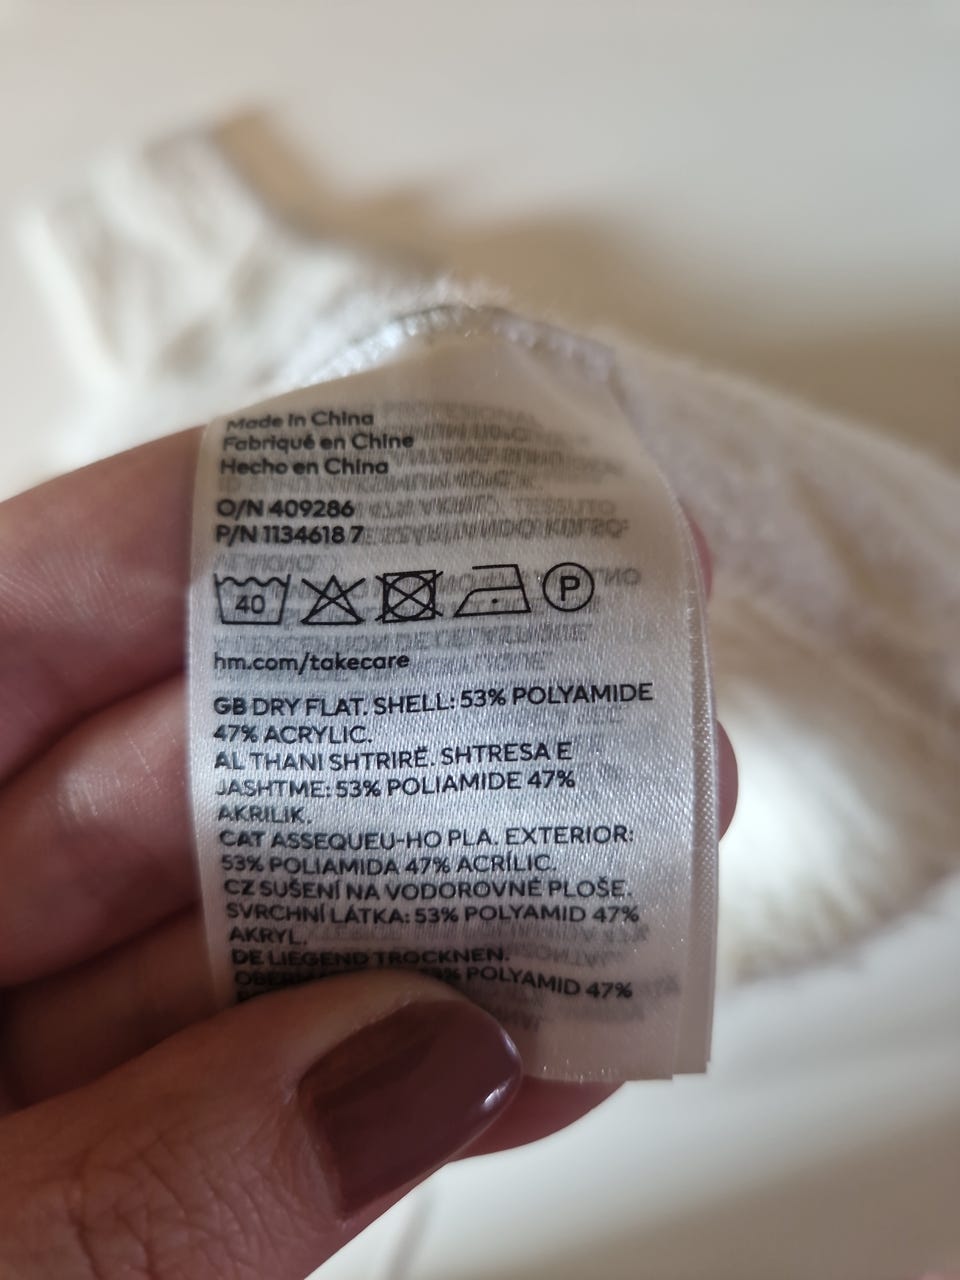 Made in China
Fabriqué en Chine
Hecho en China
O/N 409286
P/N 1134618 7
40
P
hm.com/takecare
GB DRY FLAT. SHELL: 53% POLYAMIDE
47% ACRYLIC.
AL THANI SHTRIRË. SHTRESA E
JASHTME: 53% POLIAMIDE 47%
AKRILIK.
CAT ASSEQUEU-HO PLA. EXTERIOR:
53% POLIAMIDA 47% ACRÍLIC.
CZ SUŠENÍ NA VODOROVNÉ PLOŠE.
SVRCHNÍ LÁTKA: 53% POLYAMID 47%
AKRYL.
DE LIEGEND TROCKNEN.
POLYAMID 47%